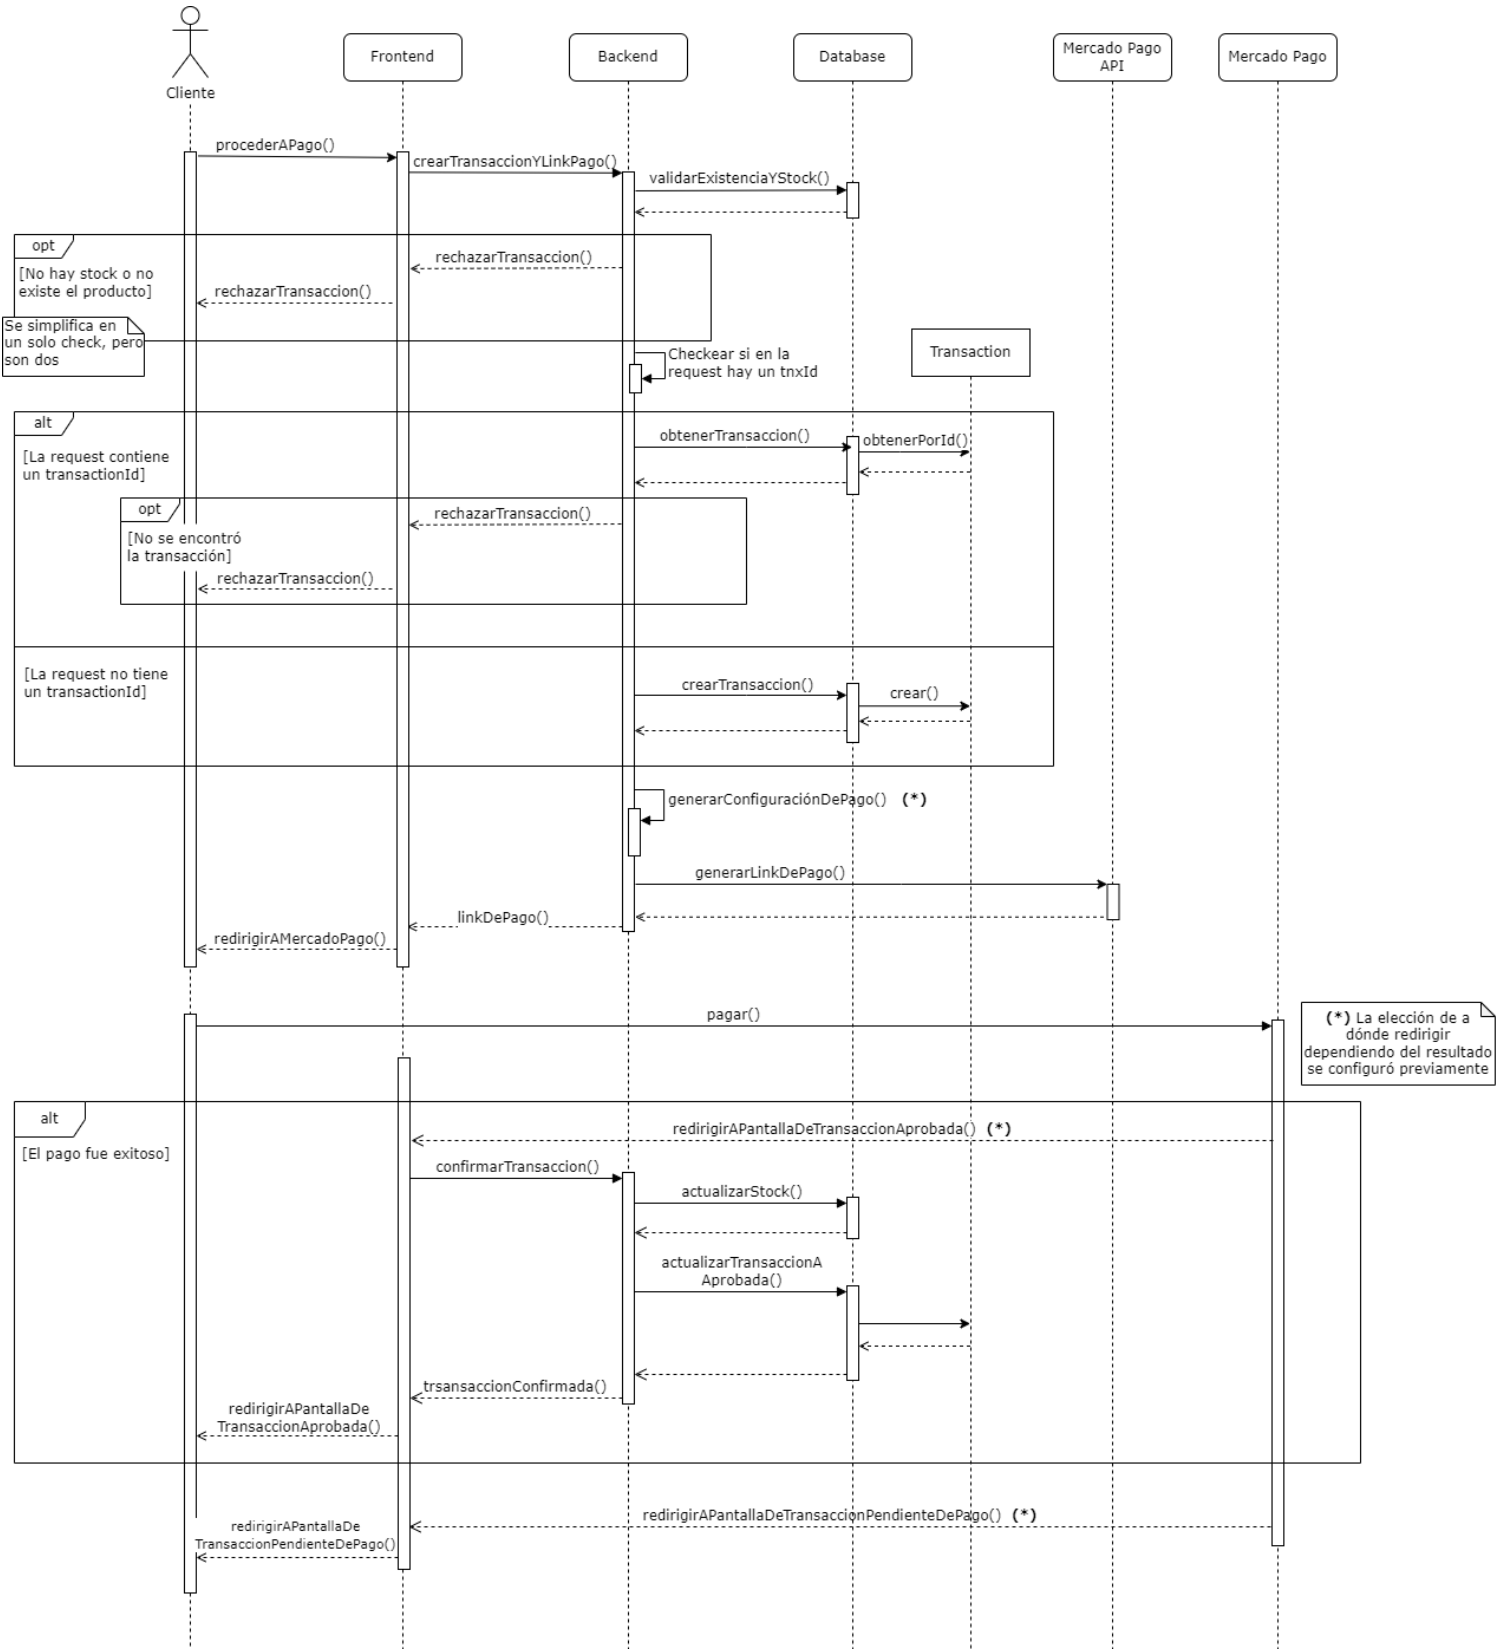 Cliente
Frontend
Backend
Database
Mercado Pago
API
Mercado Pago
procederAPago()
crearTransaccionYLinkPago()
validarExistenciaYStock()
opt
[No hay stock o no
existe el producto]
rechazarTransaccion()
rechazarTransaccion()
Se simplifica en
un solo check, pero
son dos
Checkear si en la
request hay un tnxId
Transaction
alt
[La request contiene
un transactionId]
obtenerTransaccion()
obtenerPorId()
opt
[No se encontró
la transacción]
rechazarTransaccion()
rechazarTransaccion()
[La request no tiene
un transactionId]
crearTransaccion()
crear()
generarConfiguraciónDePago() (*)
generarLinkDePago()
linkDePago()
redirigirAMercadoPago()
pagar()
(*) La elección de a
dónde redirigir
dependiendo del resultado
se configuró previamente
alt
[El pago fue exitoso]
redirigirAPantallaDeTransaccionAprobada() (*)
confirmarTransaccion()
actualizarStock()
actualizarTransaccionA
Aprobada()
trsansaccionConfirmada()
redirigirAPantallaDe
TransaccionAprobada()
redirigirAPantallaDeTransaccionPendienteDePago() (*)
redirigirAPantallaDe
TransaccionPendienteDePago()